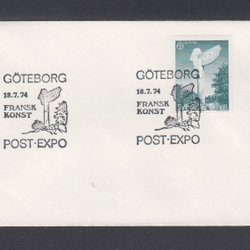 GÖTEBORG
18.7.74
FRANSK
KONST
POST·EXPO
GÖTEBORG
18.7.74
FRANSK
KONST
POST·EXPO